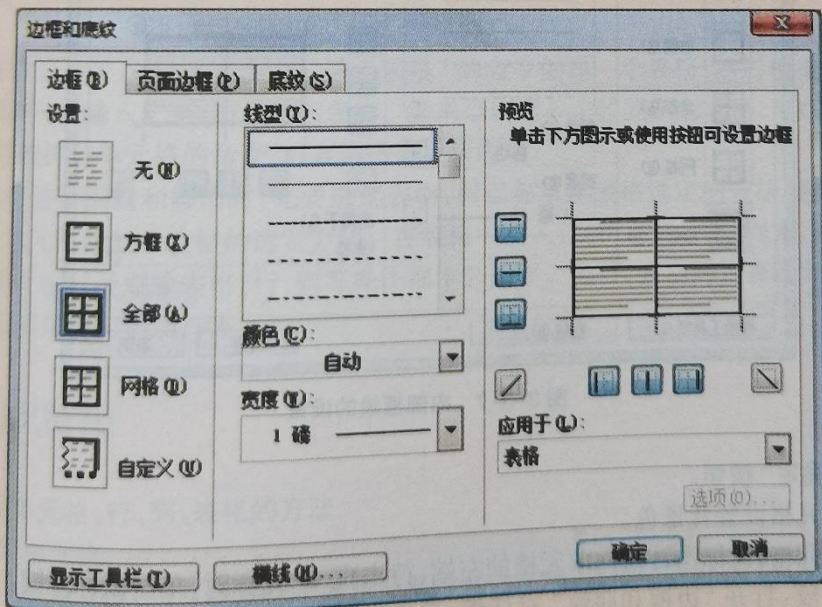 边框和底纹
边框(B) 页面边框(P) 底纹(S)
设置:
无(N)
方框(X)
全部(A)
网格(D)
自定义(U)
线型(Y):
颜色(C):
自动
宽度(W):
1 磅
预览
单击下方图示或使用按钮可设置边框
应用于(L):
表格
选项(O)...
显示工具栏(T) 横线(H)... 确定 取消